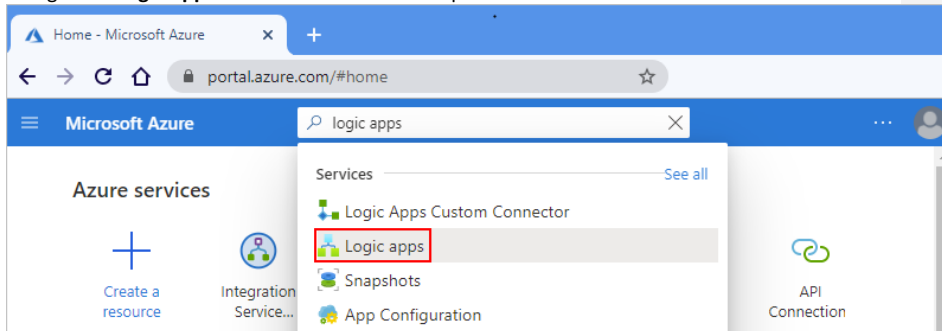 Home - Microsoft Azure
portal.azure.com/#home
Microsoft Azure
logic apps
...
Azure services
Services
See all
Logic Apps Custom Connector
Logic apps
Snapshots
App Configuration
Create a
resource
Integration
Service...
API
Connection